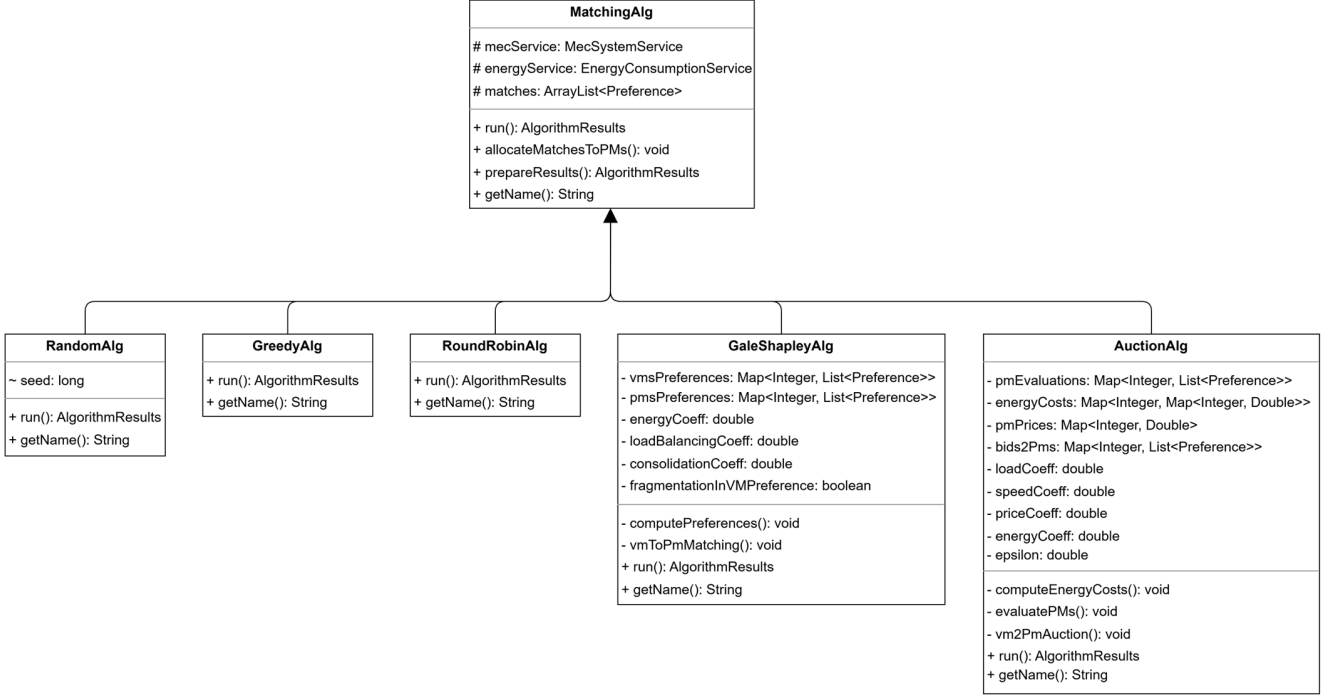 MatchingAlg
# mecService: MecSystemService
# energyService: EnergyConsumptionService
# matches: ArrayList<Preference>
+ run(): AlgorithmResults
+ allocateMatchesToPMs(): void
+ prepareResults(): AlgorithmResults
+ getName(): String
RandomAlg
~ seed: long
+ run(): AlgorithmResults
+ getName(): String
GreedyAlg
+ run(): AlgorithmResults
+ getName(): String
RoundRobinAlg
+ run(): AlgorithmResults
+ getName(): String
GaleShapleyAlg
- vmsPreferences: Map<Integer, List<Preference>>
- pmsPreferences: Map<Integer, List<Preference>>
- energyCoeff: double
- loadBalancingCoeff: double
- consolidationCoeff: double
- fragmentationInVMPreference: boolean
- computePreferences(): void
- vmToPmMatching(): void
+ run(): AlgorithmResults
+ getName(): String
AuctionAlg
- pmEvaluations: Map<Integer, List<Preference>>
- energyCosts: Map<Integer, Map<Integer, Double>>
- pmPrices: Map<Integer, Double>
- bids2Pms: Map<Integer, List<Preference>>
- loadCoeff: double
- speedCoeff: double
- priceCoeff: double
- energyCoeff: double
- epsilon: double
- computeEnergyCosts(): void
- evaluatePMs(): void
- vm2PmAuction(): void
+ run(): AlgorithmResults
+ getName(): String